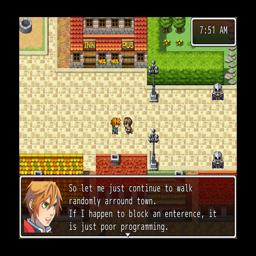 7:51 AM
INN PUB
So let me just continue to walk
randomly arround town.
If I happen to block an enterence, it
is just poor programming.